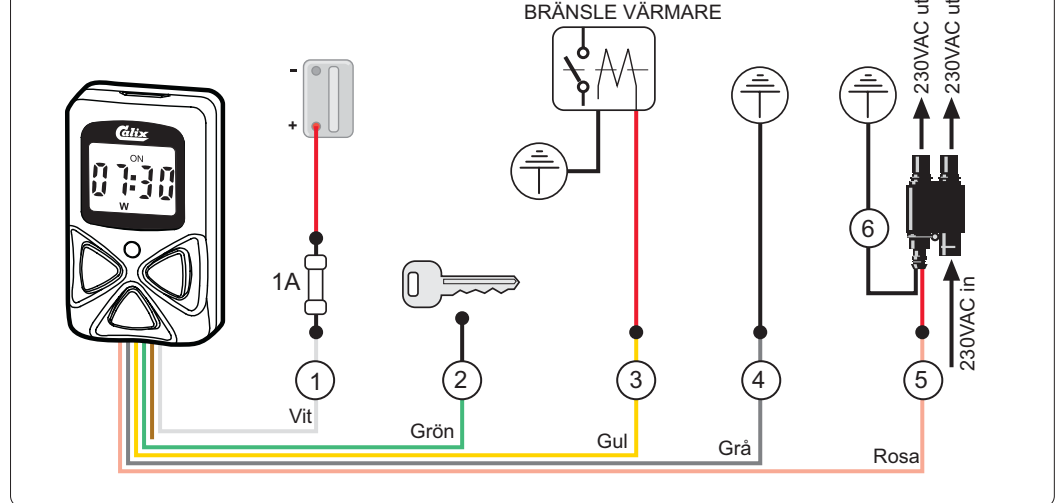 BRÄNSLE VÄRMARE
230VAC ut
230VAC ut
-
+
Calix
ON
07:30
W
1A
6
230VAC in
1
2
3
4
5
Vit
Grön
Gul
Grå
Rosa